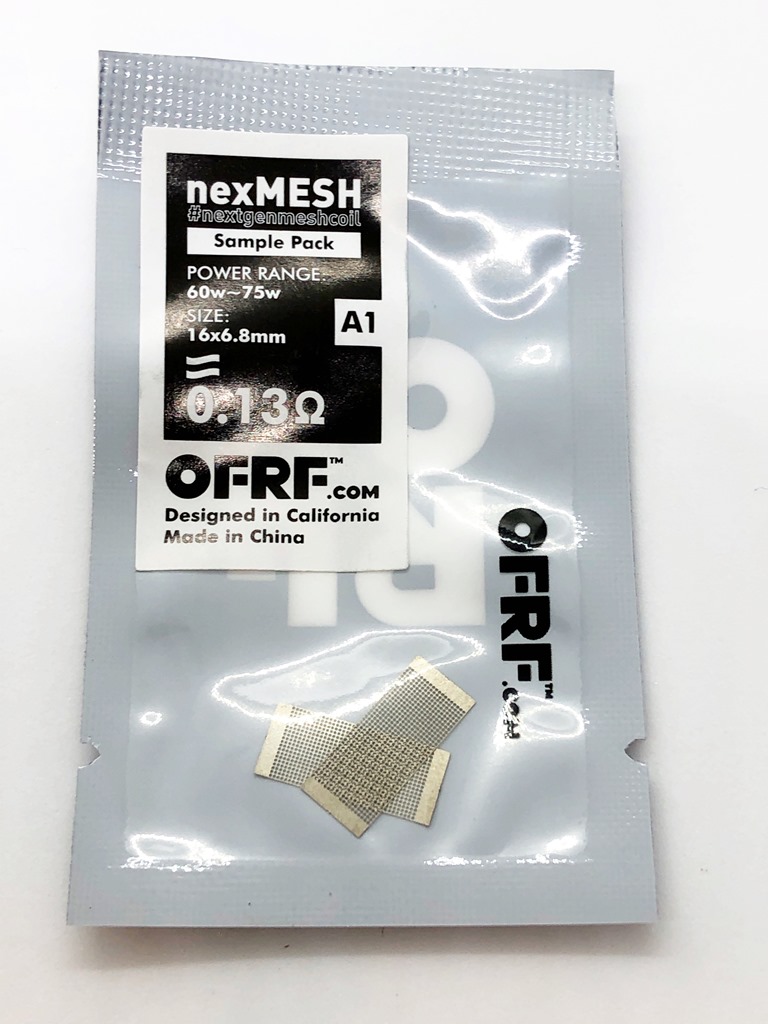 nexMESH
#nextgenmeshcoil
Sample Pack
POWER RANGE:
60w~75w
SIZE:
16x6.8mm
A1
0.13Ω
OFRF™.COM
Designed in California
Made in China
OFRF™.COM